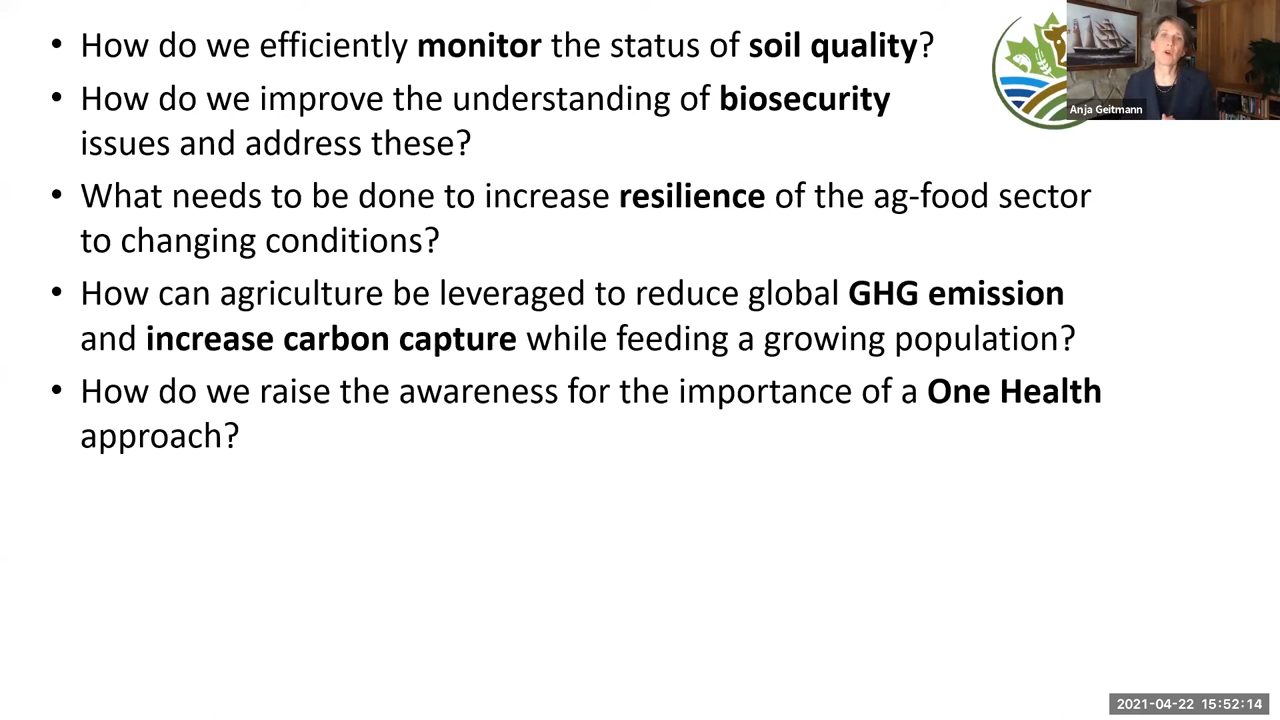 • How do we efficiently monitor the status of soil quality?
• How do we improve the understanding of biosecurity
issues and address these?
• What needs to be done to increase resilience of the ag-food sector
to changing conditions?
• How can agriculture be leveraged to reduce global GHG emission
and increase carbon capture while feeding a growing population?
• How do we raise the awareness for the importance of a One Health
approach?
Anja Geitmann
2021-04-22 15:52:14